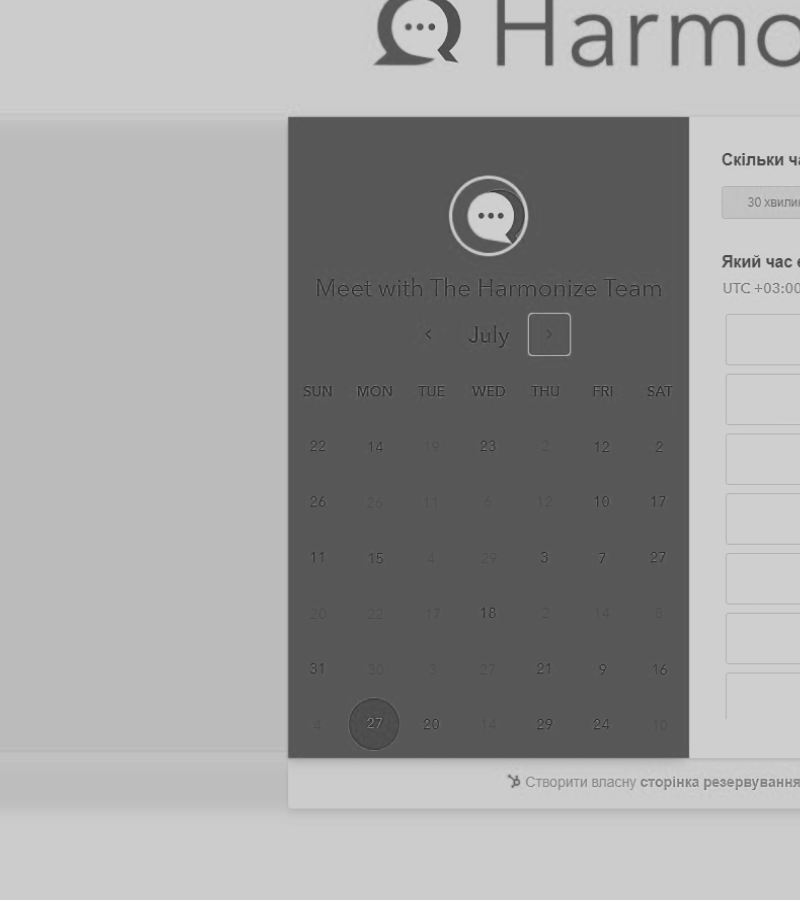 Harmo
Meet with The Harmonize Team
July
SUN MON TUE WED THU FRI SAT
22 14 19 23 2 12 2
26 26 11 6 12 10 17
11 15 4 29 3 7 27
20 22 17 18 2 14 8
31 30 3 27 21 9 16
4 27 20 14 29 24 10
Скільки ча
30 хвилин
Який час є
UTC +03:00
Створити власну сторінка резервування